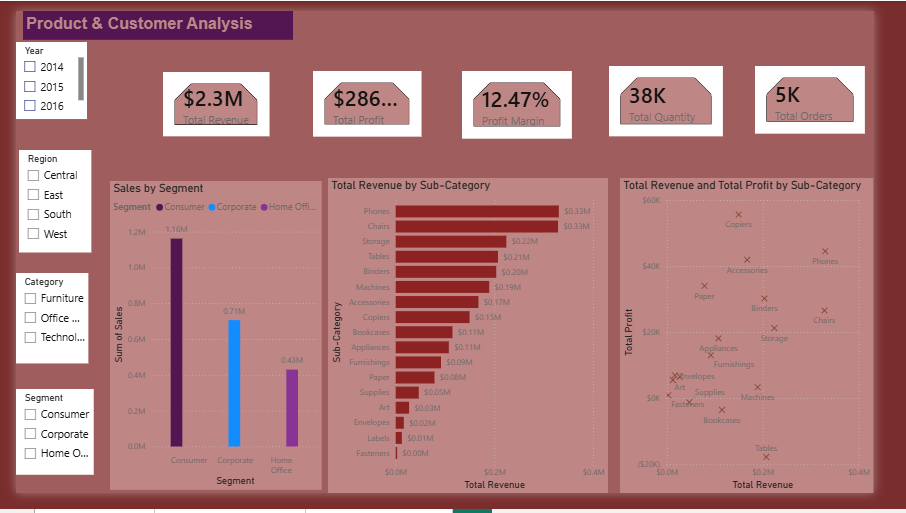 Product & Customer Analysis
Year
2014
2015
2016
$2.3M
Total Revenue
$286...
Total Profit
12.47%
Profit Margin
38K
Total Quantity
5K
Total Orders
Region
Central
East
South
West
Category
Furniture
Office ...
Technol...
Segment
Consumer
Corporate
Home O...
Sales by Segment
Segment Consumer Corporate Home Offi...
1.2M
1.0M
0.8M
0.6M
0.4M
0.2M
0.0M
Sum of Sales
1.16M
0.71M
0.43M
Consumer
Corporate
Home
Office
Segment
Total Revenue by Sub-Category
Sub-Category
Phones $0.33M
Chairs $0.33M
Storage $0.22M
Tables $0.21M
Binders $0.20M
Machines $0.19M
Accessories $0.17M
Copiers $0.15M
Bookcases $0.11M
Appliances $0.11M
Furnishings $0.09M
Paper $0.08M
Supplies $0.05M
Art $0.03M
Envelopes $0.02M
Labels $0.01M
Fasteners $0.00M
$0.0M $0.2M $0.4M
Total Revenue
Total Revenue and Total Profit by Sub-Category
$60K
$40K
$20K
$0K
($20K)
Total Profit
Copiers
Phones
Accessories
Paper
Binders
Chairs
Storage
Appliances
Furnishings
Envelopes
Art
Supplies
Machines
Fasteners
Bookcases
Tables
$0.0M $0.2M $0.4M
Total Revenue